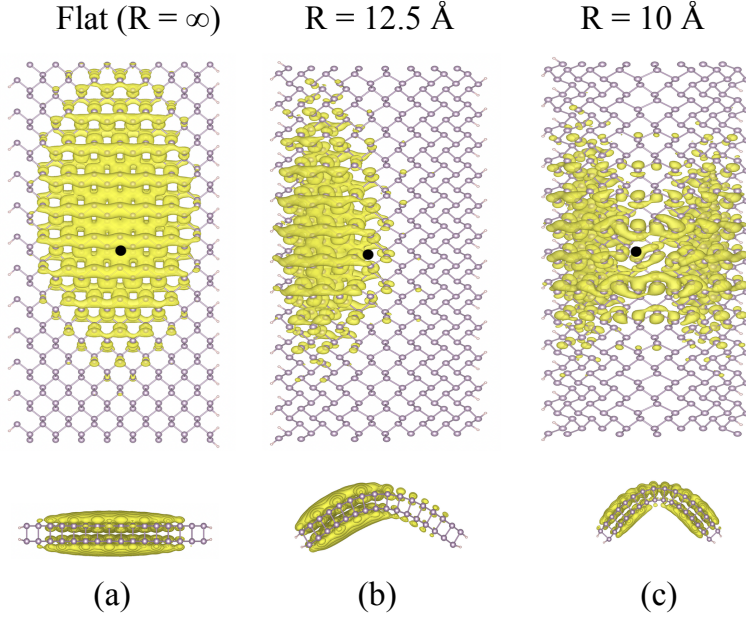 Flat (R = ∞) R = 12.5 Å R = 10 Å
(a) (b) (c)